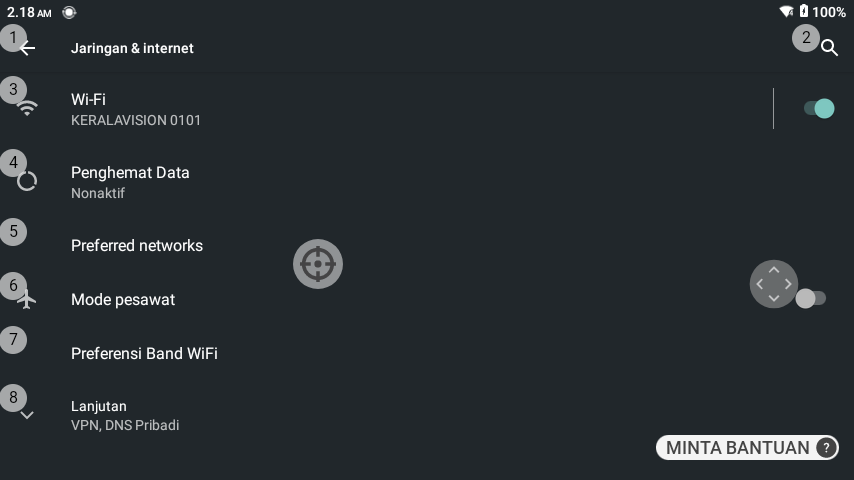 2.18 AM 100%
1 Jaringan & internet 2
3 Wi-Fi
KERALAVISION 0101
4 Penghemat Data
Nonaktif
5 Preferred networks
6 Mode pesawat
7 Preferensi Band WiFi
8 Lanjutan
VPN, DNS Pribadi
MINTA BANTUAN ?